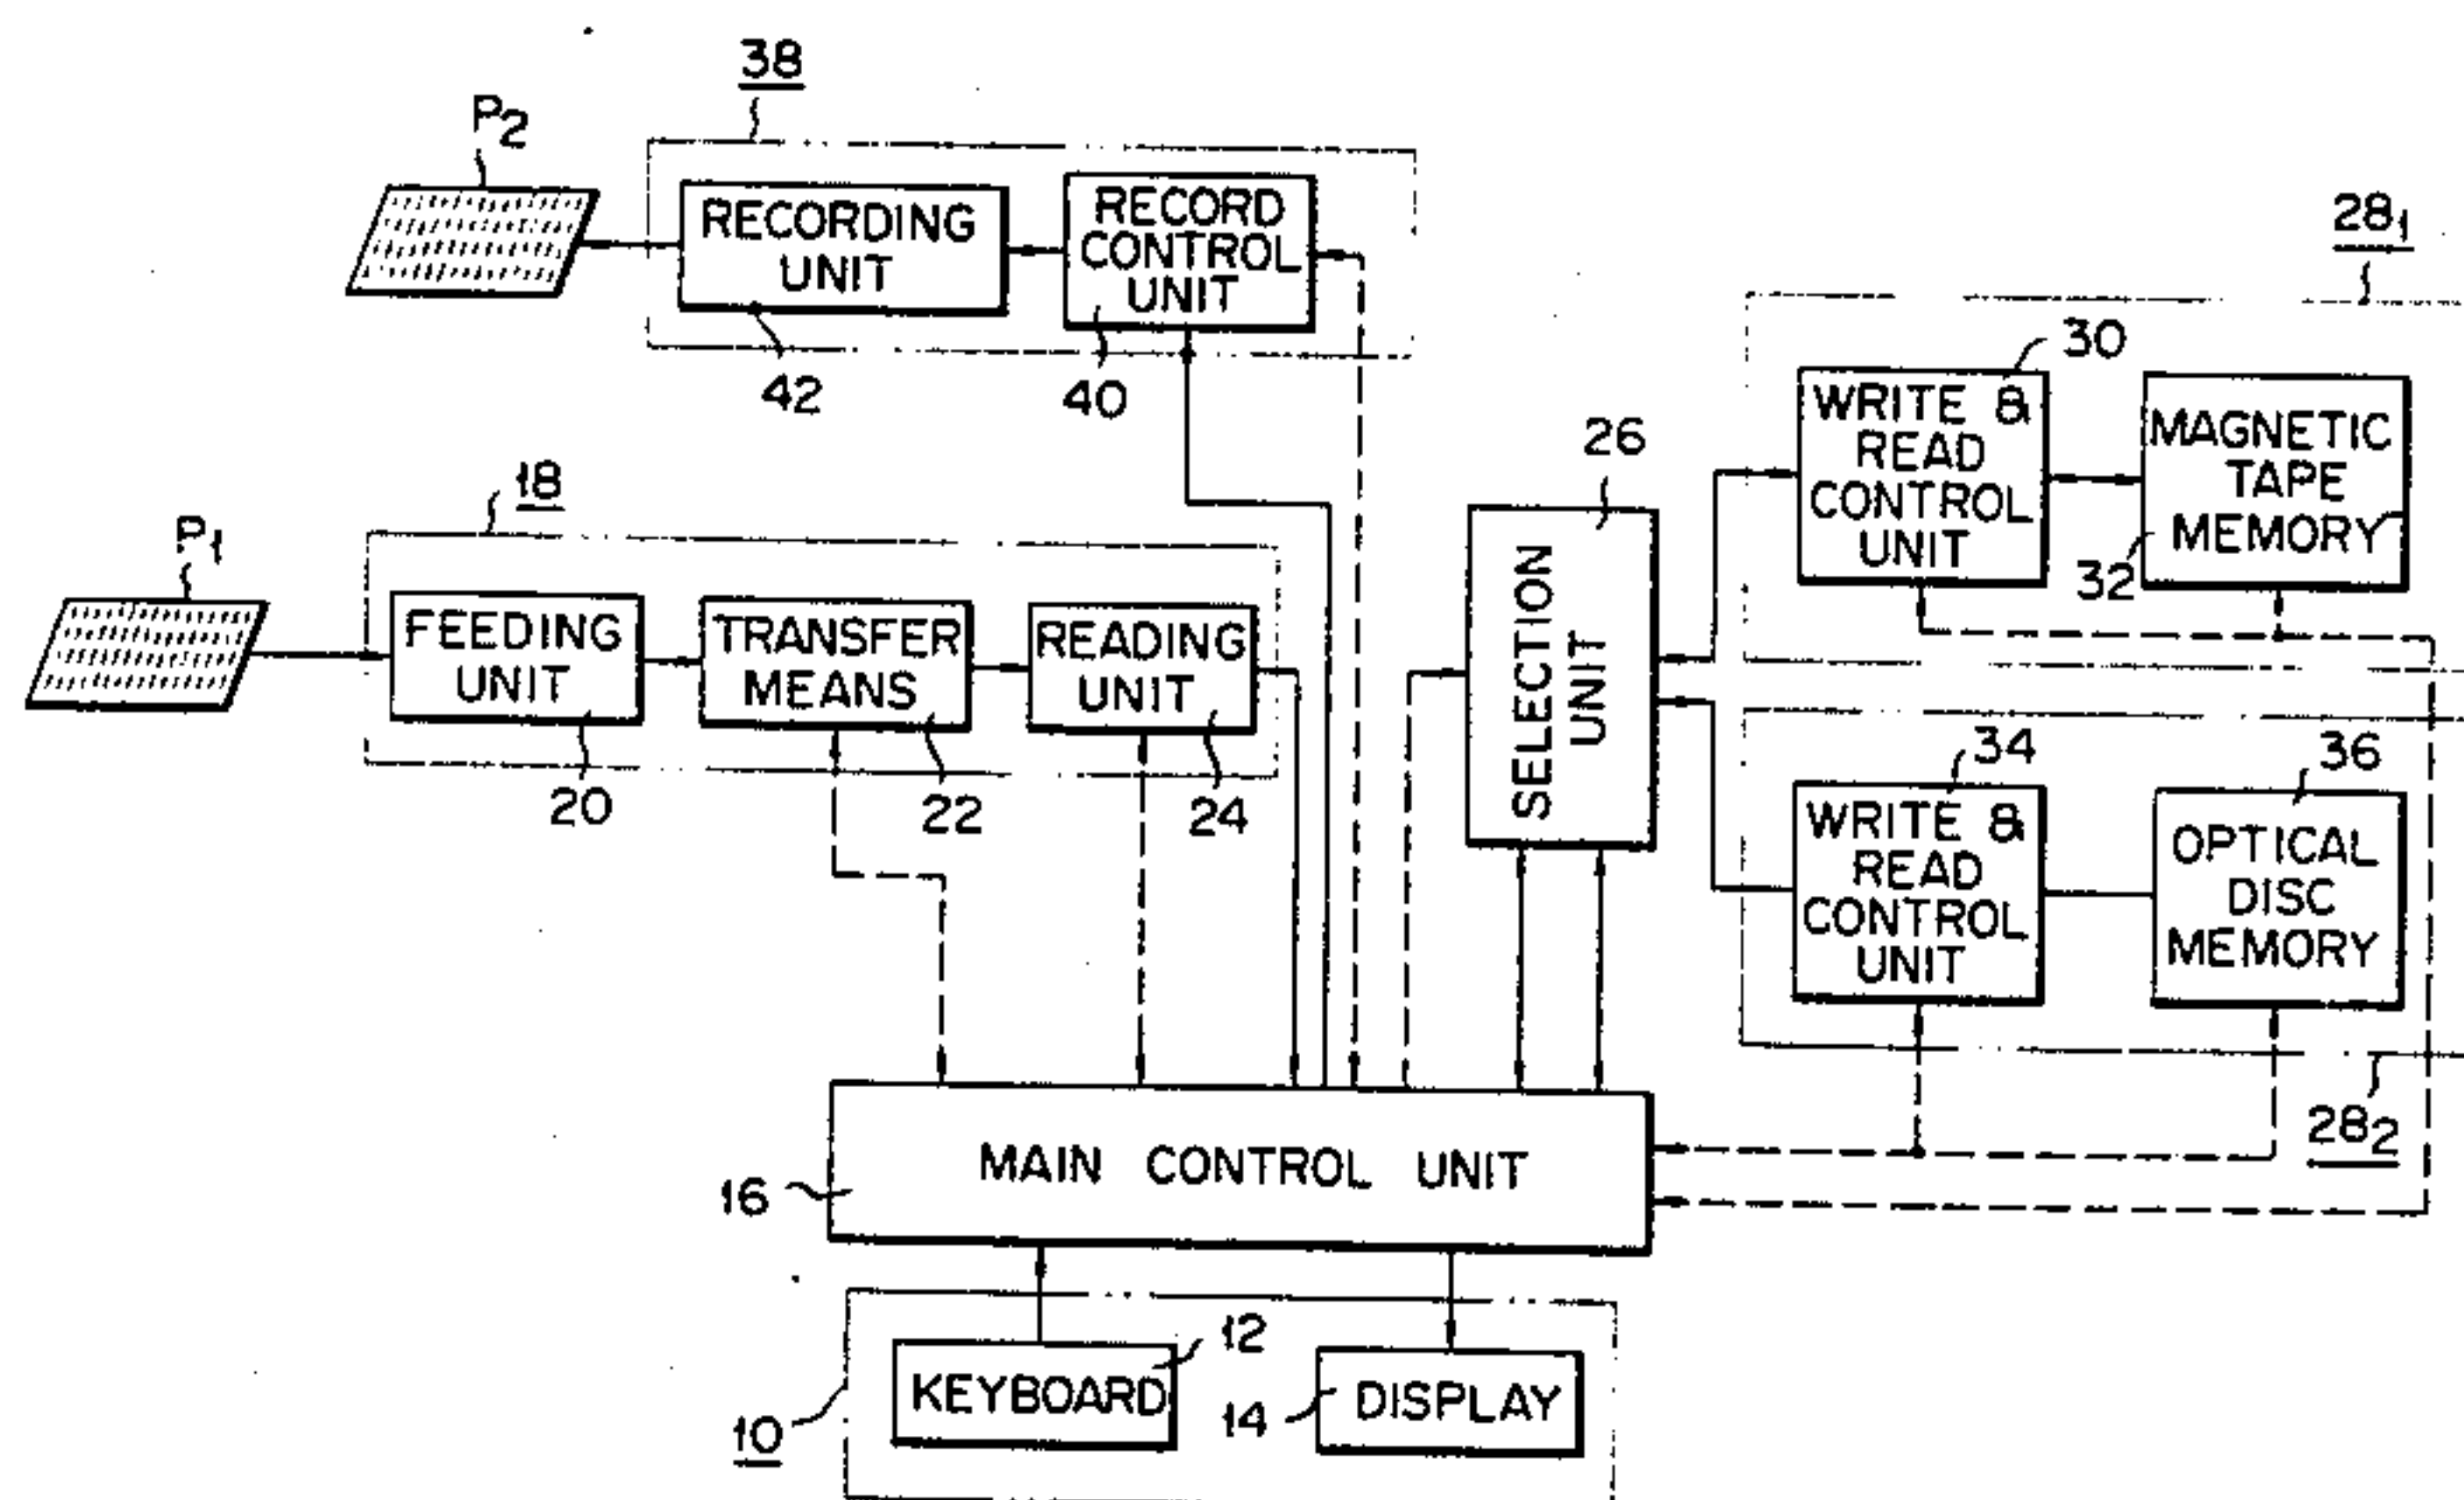 38
P2
RECORDING
UNIT
RECORD
CONTROL
UNIT
42
40
281
30
WRITE &
READ
CONTROL
UNIT
MAGNETIC
TAPE
MEMORY
32
26
SELECTION
UNIT
18
P1
FEEDING
UNIT
TRANSFER
MEANS
READING
UNIT
20
22
24
34
36
WRITE &
READ
CONTROL
UNIT
OPTICAL
DISC
MEMORY
282
16
MAIN CONTROL UNIT
12
KEYBOARD
14
DISPLAY
10